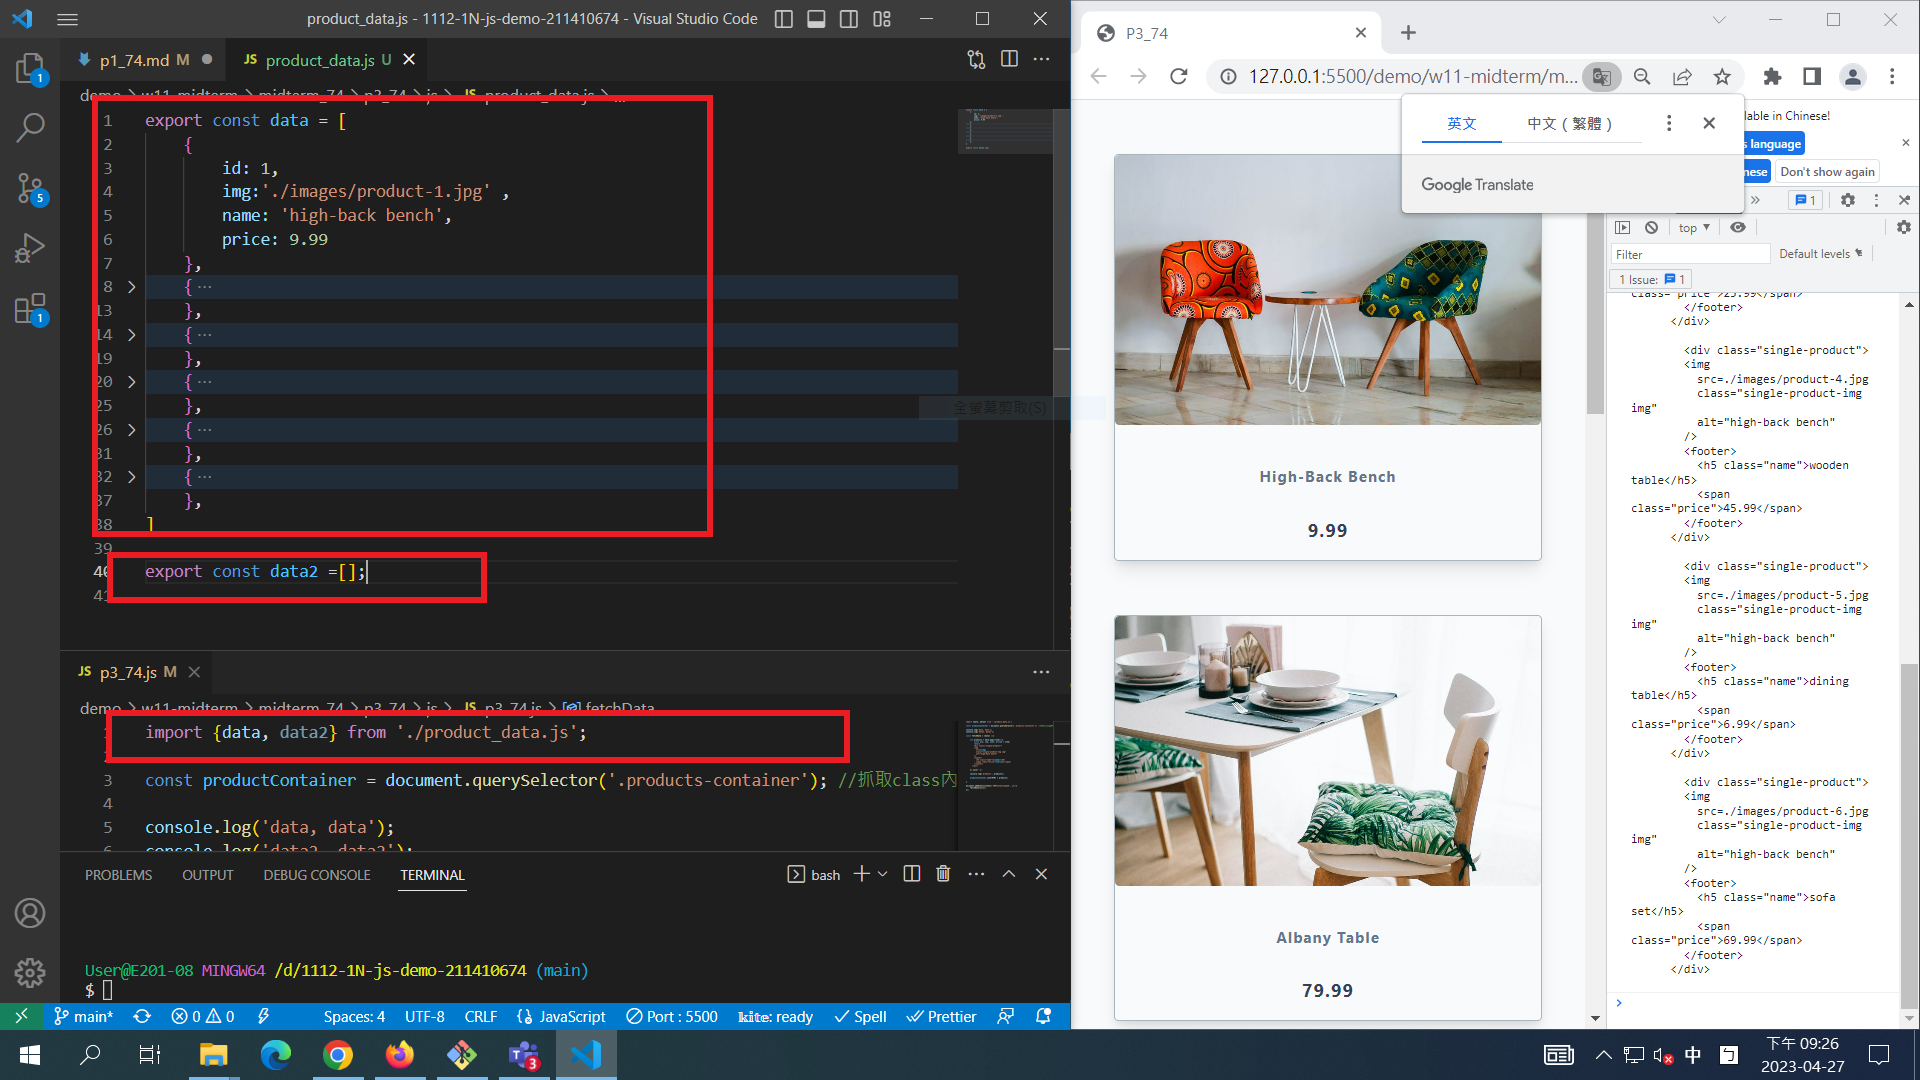 product_data.js - 1112-1N-js-demo-211410674 - Visual Studio Code
p1_74.md M
JS product_data.js U
demo > w11-midterm > midterm_74 > p3_74 > js > JS product_data.js > ...
1 export const data = [
2 {
3 id: 1,
4 img:'./images/product-1.jpg' ,
5 name: 'high-back bench',
6 price: 9.99
7 },
8 { ...
13 },
14 { ...
19 },
20 { ...
25 },
26 { ...
31 },
32 { ...
37 },
38 ]
39
40 export const data2 =[];
41
全螢幕剪取(S)
JS p3_74.js M
demo > w11-midterm > midterm_74 > p3_74 > js > JS p3_74.js > fetchData
1 import {data, data2} from './product_data.js';
3 const productContainer = document.querySelector('.products-container'); //抓取class內
4
5 console.log('data, data');
6 console.log('data2, data2');
PROBLEMS OUTPUT DEBUG CONSOLE TERMINAL
bash
User@E201-08 MINGW64 /d/1112-1N-js-demo-211410674 (main)
$
main* 0 0 Spaces: 4 UTF-8 CRLF JavaScript Port : 5500 kite: ready Spell Prettier
P3_74
127.0.0.1:5500/demo/w11-midterm/m...
英文 中文 ( 繁體 )
Google Translate
lable in Chinese!
s language
nese Don't show again
1
top
Filter Default levels
1 Issue: 1
High-Back Bench
9.99
Albany Table
79.99
class="price">25.99</span>
</footer>
</div>
<div class="single-product">
<img
src=./images/product-4.jpg
class="single-product-img
img"
alt="high-back bench"
/>
<footer>
<h5 class="name">wooden
table</h5>
<span
class="price">45.99</span>
</footer>
</div>
<div class="single-product">
<img
src=./images/product-5.jpg
class="single-product-img
img"
alt="high-back bench"
/>
<footer>
<h5 class="name">dining
table</h5>
<span
class="price">6.99</span>
</footer>
</div>
<div class="single-product">
<img
src=./images/product-6.jpg
class="single-product-img
img"
alt="high-back bench"
/>
<footer>
<h5 class="name">sofa
set</h5>
<span
class="price">69.99</span>
</footer>
</div>
中 ㄅ
下午 09:26
2023-04-27